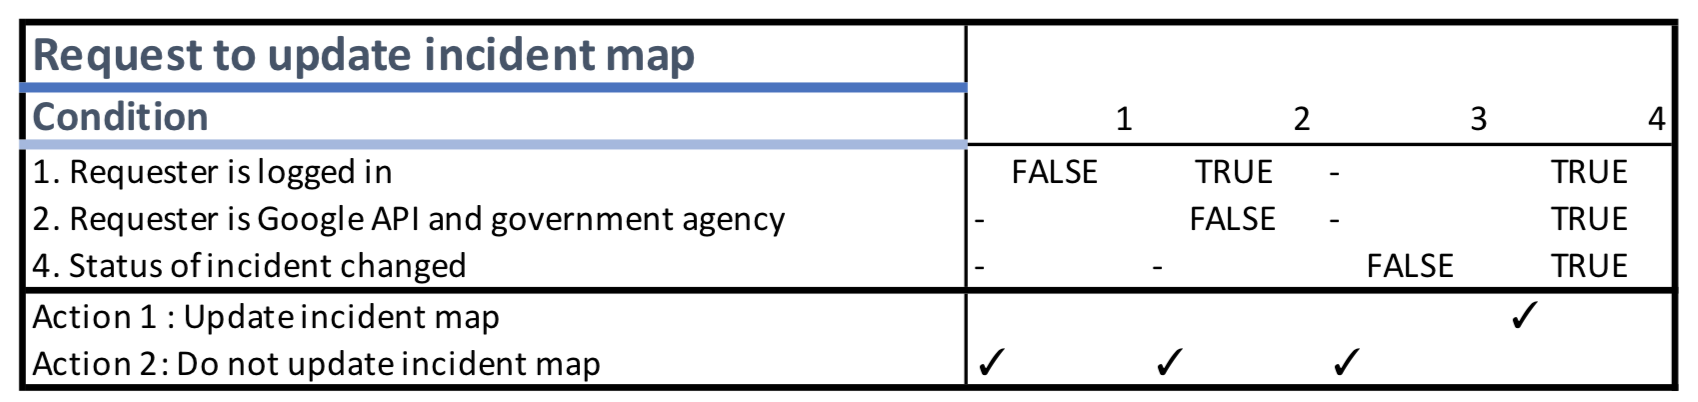 Request to update incident map
Condition 1 2 3 4
1. Requester is logged in FALSE TRUE - TRUE
2. Requester is Google API and government agency - FALSE - TRUE
4. Status of incident changed - - FALSE TRUE
Action 1 : Update incident map ✓
Action 2: Do not update incident map ✓ ✓ ✓